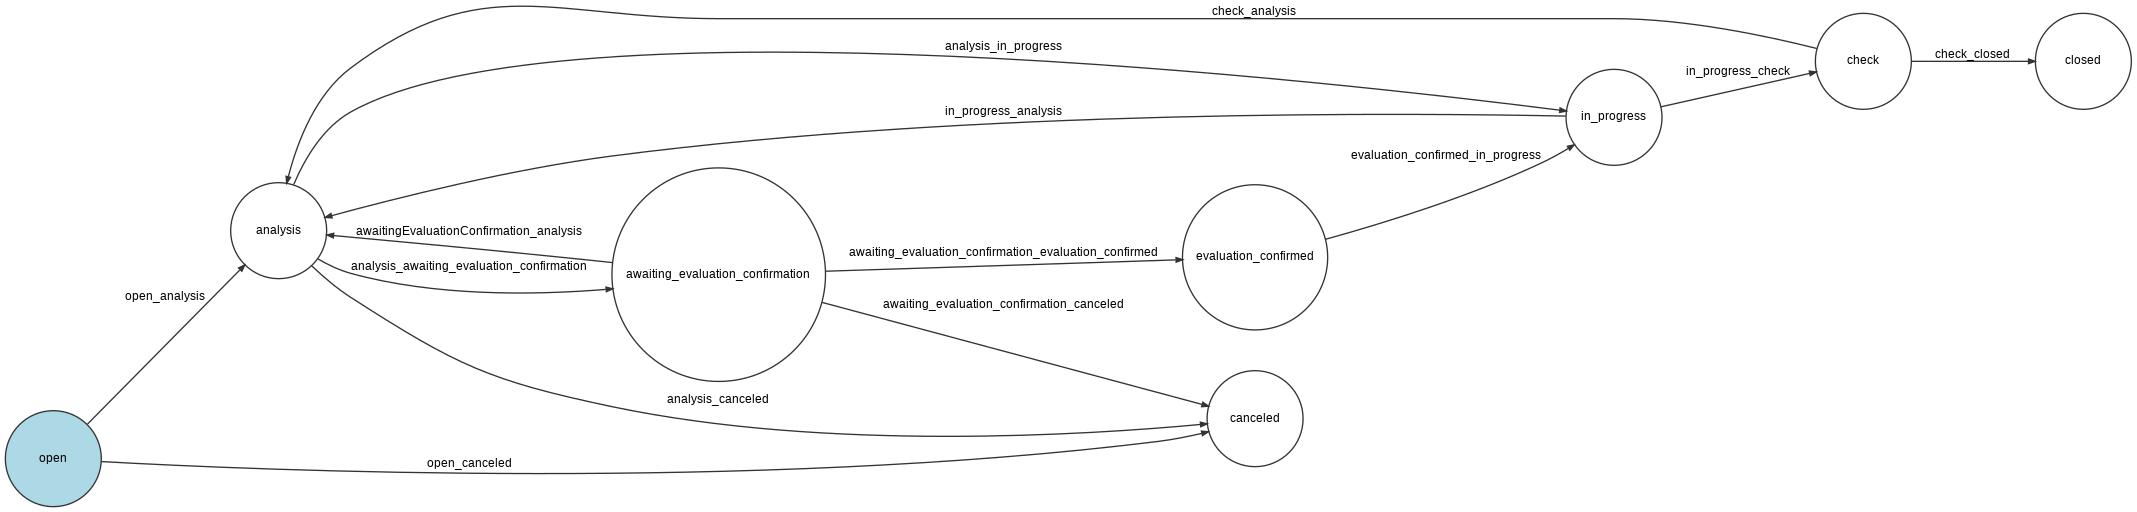 check_analysis
check_closed
check
closed
analysis_in_progress
in_progress_check
in_progress_analysis
in_progress
evaluation_confirmed_in_progress
analysis
awaitingEvaluationConfirmation_analysis
awaiting_evaluation_confirmation_evaluation_confirmed
evaluation_confirmed
analysis_awaiting_evaluation_confirmation
awaiting_evaluation_confirmation
open_analysis
awaiting_evaluation_confirmation_canceled
analysis_canceled
canceled
open
open_canceled